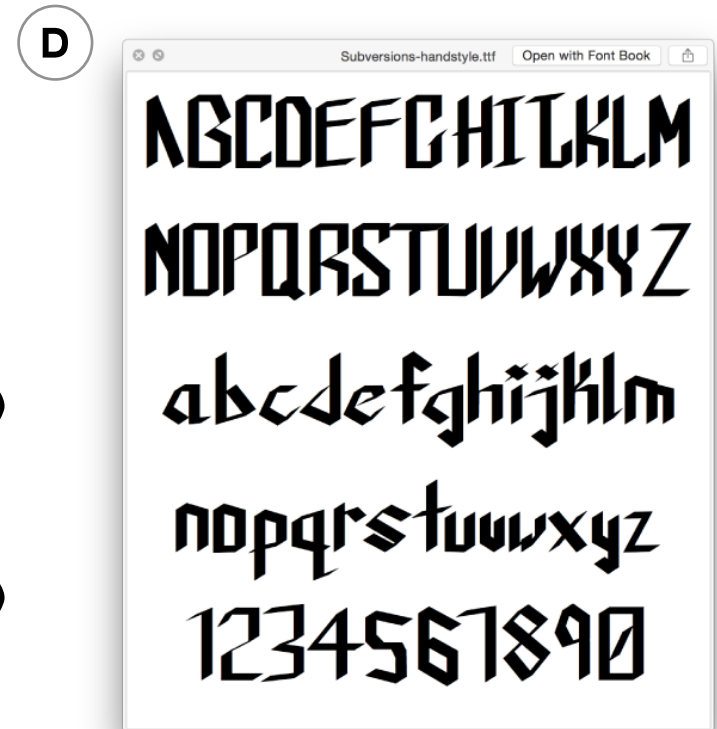 D
Subversions-handstyle.ttf Open with Font Book
ABCDEFGHIJKLM
NOPQRSTUVWXYZ
abcdefghijklm
nopqrstuvwxyz
1234567890